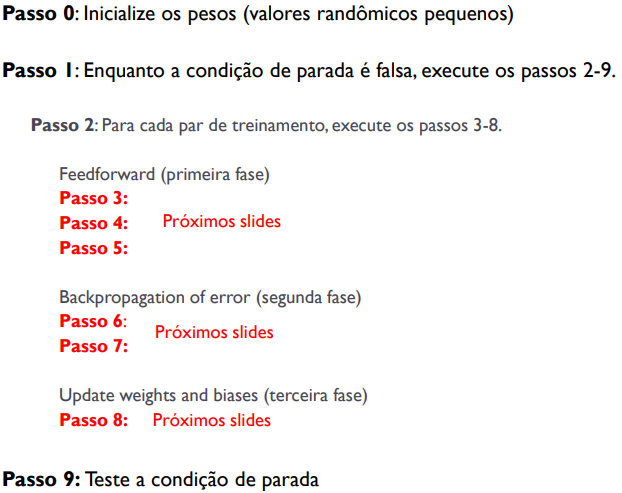 Passo 0: Inicialize os pesos (valores randômicos pequenos)
Passo 1: Enquanto a condição de parada é falsa, execute os passos 2-9.
Passo 2: Para cada par de treinamento, execute os passos 3-8.
Feedforward (primeira fase)
Passo 3:
Passo 4: Próximos slides
Passo 5:
Backpropagation of error (segunda fase)
Passo 6:
Próximos slides
Passo 7:
Update weights and biases (terceira fase)
Passo 8: Próximos slides
Passo 9: Teste a condição de parada